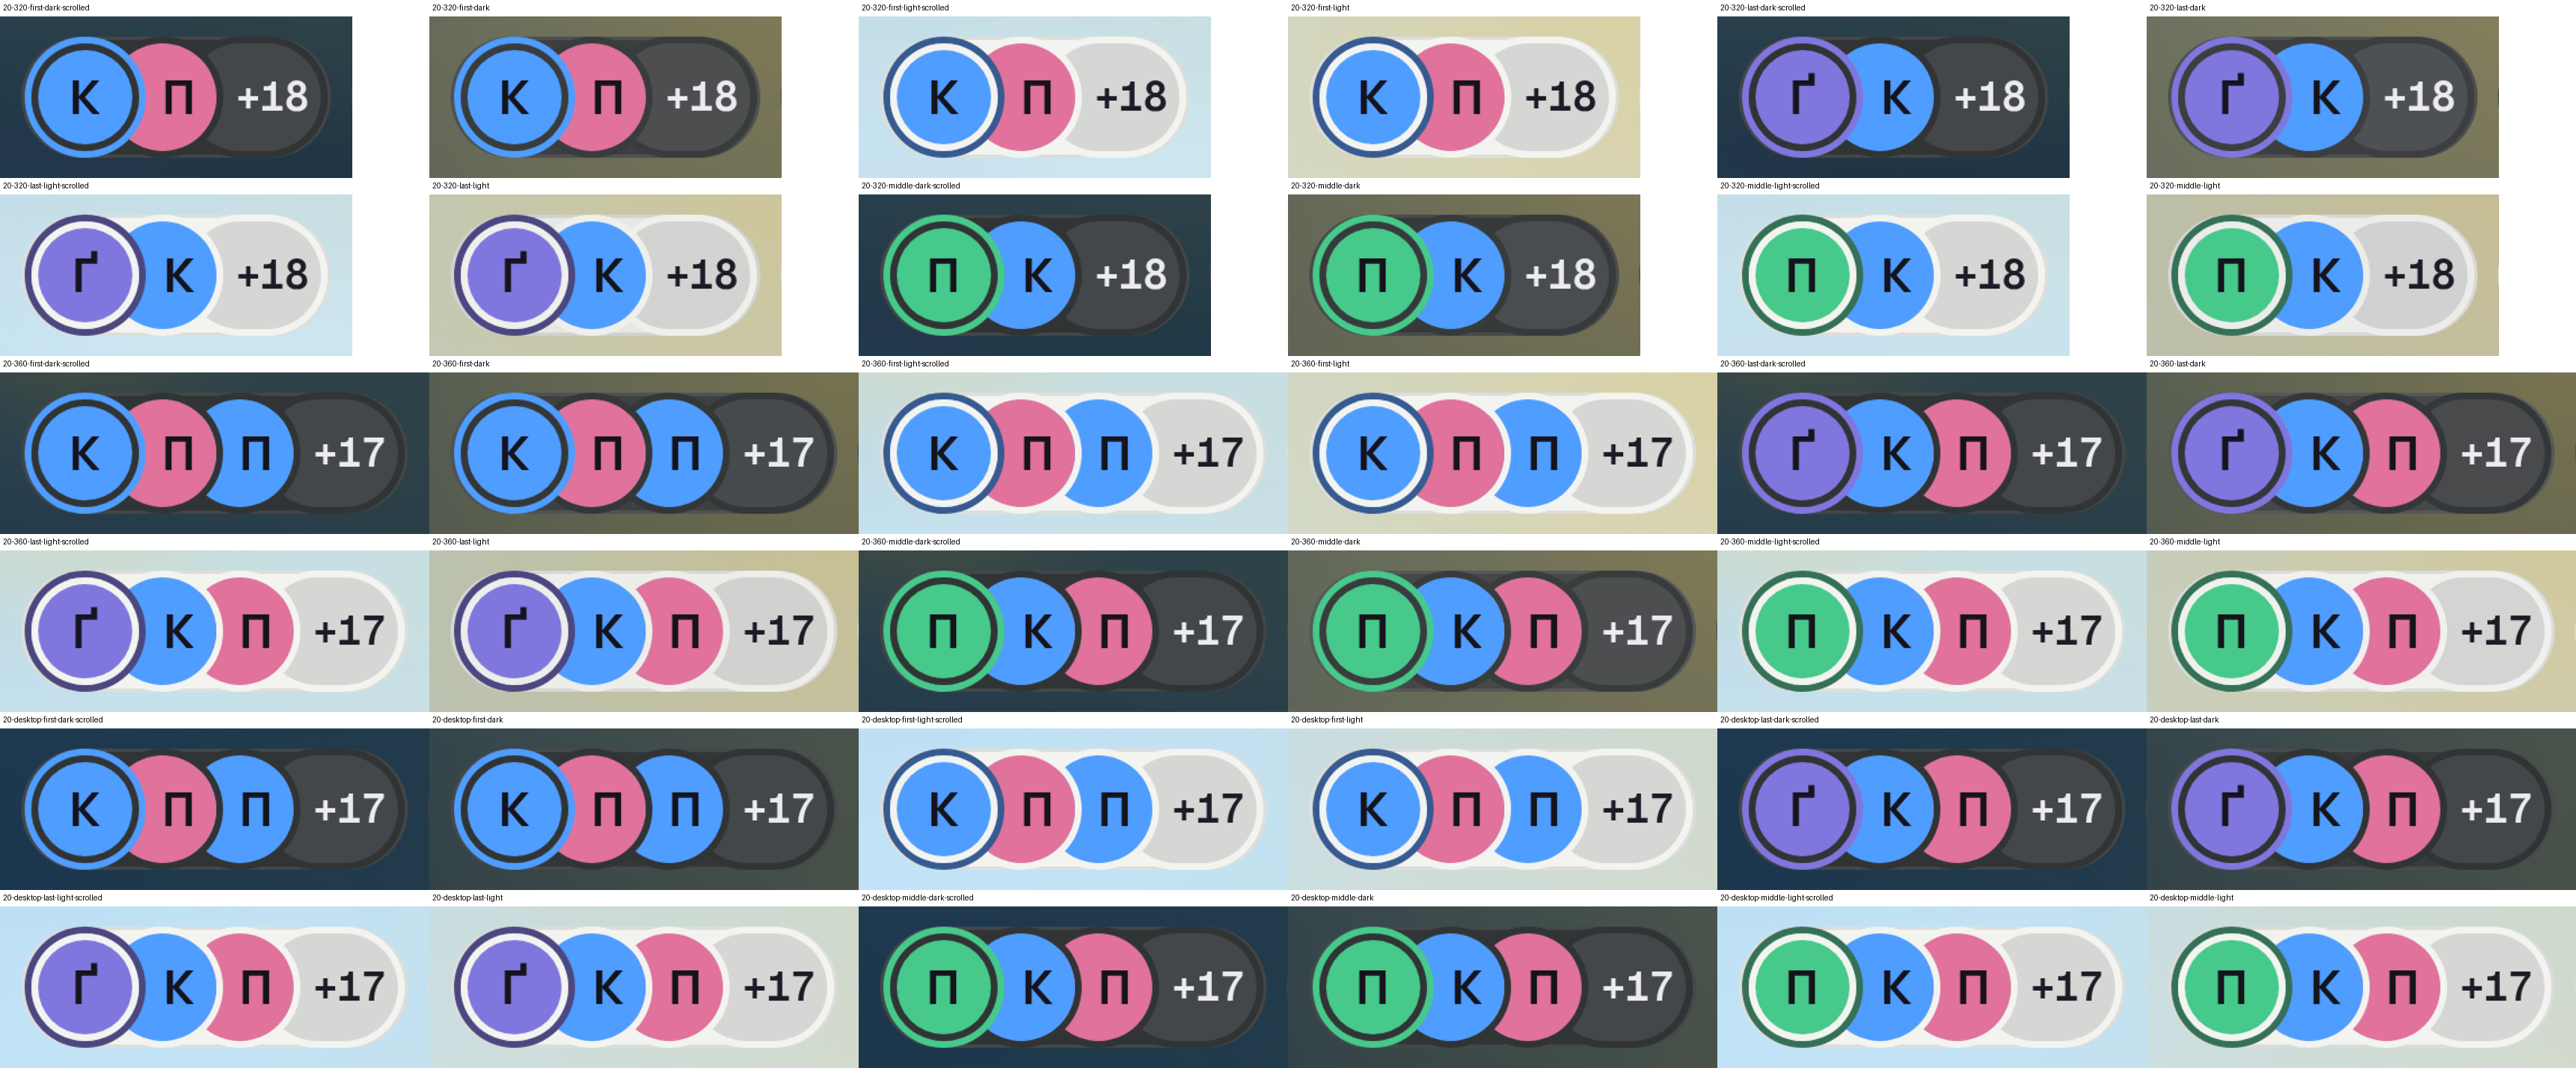 20-320-first-dark-scrolled 20-320-first-dark 20-320-first-light-scrolled 20-320-first-light 20-320-last-dark-scrolled 20-320-last-dark
К П +18 К П +18 К П +18 К П +18 Ґ К +18 Ґ К +18
20-320-last-light-scrolled 20-320-last-light 20-320-middle-dark-scrolled 20-320-middle-dark 20-320-middle-light-scrolled 20-320-middle-light
Ґ К +18 Ґ К +18 П К +18 П К +18 П К +18 П К +18
20-360-first-dark-scrolled 20-360-first-dark 20-360-first-light-scrolled 20-360-first-light 20-360-last-dark-scrolled 20-360-last-dark
К П П +17 К П П +17 К П П +17 К П П +17 Ґ К П +17 Ґ К П +17
20-360-last-light-scrolled 20-360-last-light 20-360-middle-dark-scrolled 20-360-middle-dark 20-360-middle-light-scrolled 20-360-middle-light
Ґ К П +17 Ґ К П +17 П К П +17 П К П +17 П К П +17 П К П +17
20-desktop-first-dark-scrolled 20-desktop-first-dark 20-desktop-first-light-scrolled 20-desktop-first-light 20-desktop-last-dark-scrolled 20-desktop-last-dark
К П П +17 К П П +17 К П П +17 К П П +17 Ґ К П +17 Ґ К П +17
20-desktop-last-light-scrolled 20-desktop-last-light 20-desktop-middle-dark-scrolled 20-desktop-middle-dark 20-desktop-middle-light-scrolled 20-desktop-middle-light
Ґ К П +17 Ґ К П +17 П К П +17 П К П +17 П К П +17 П К П +17